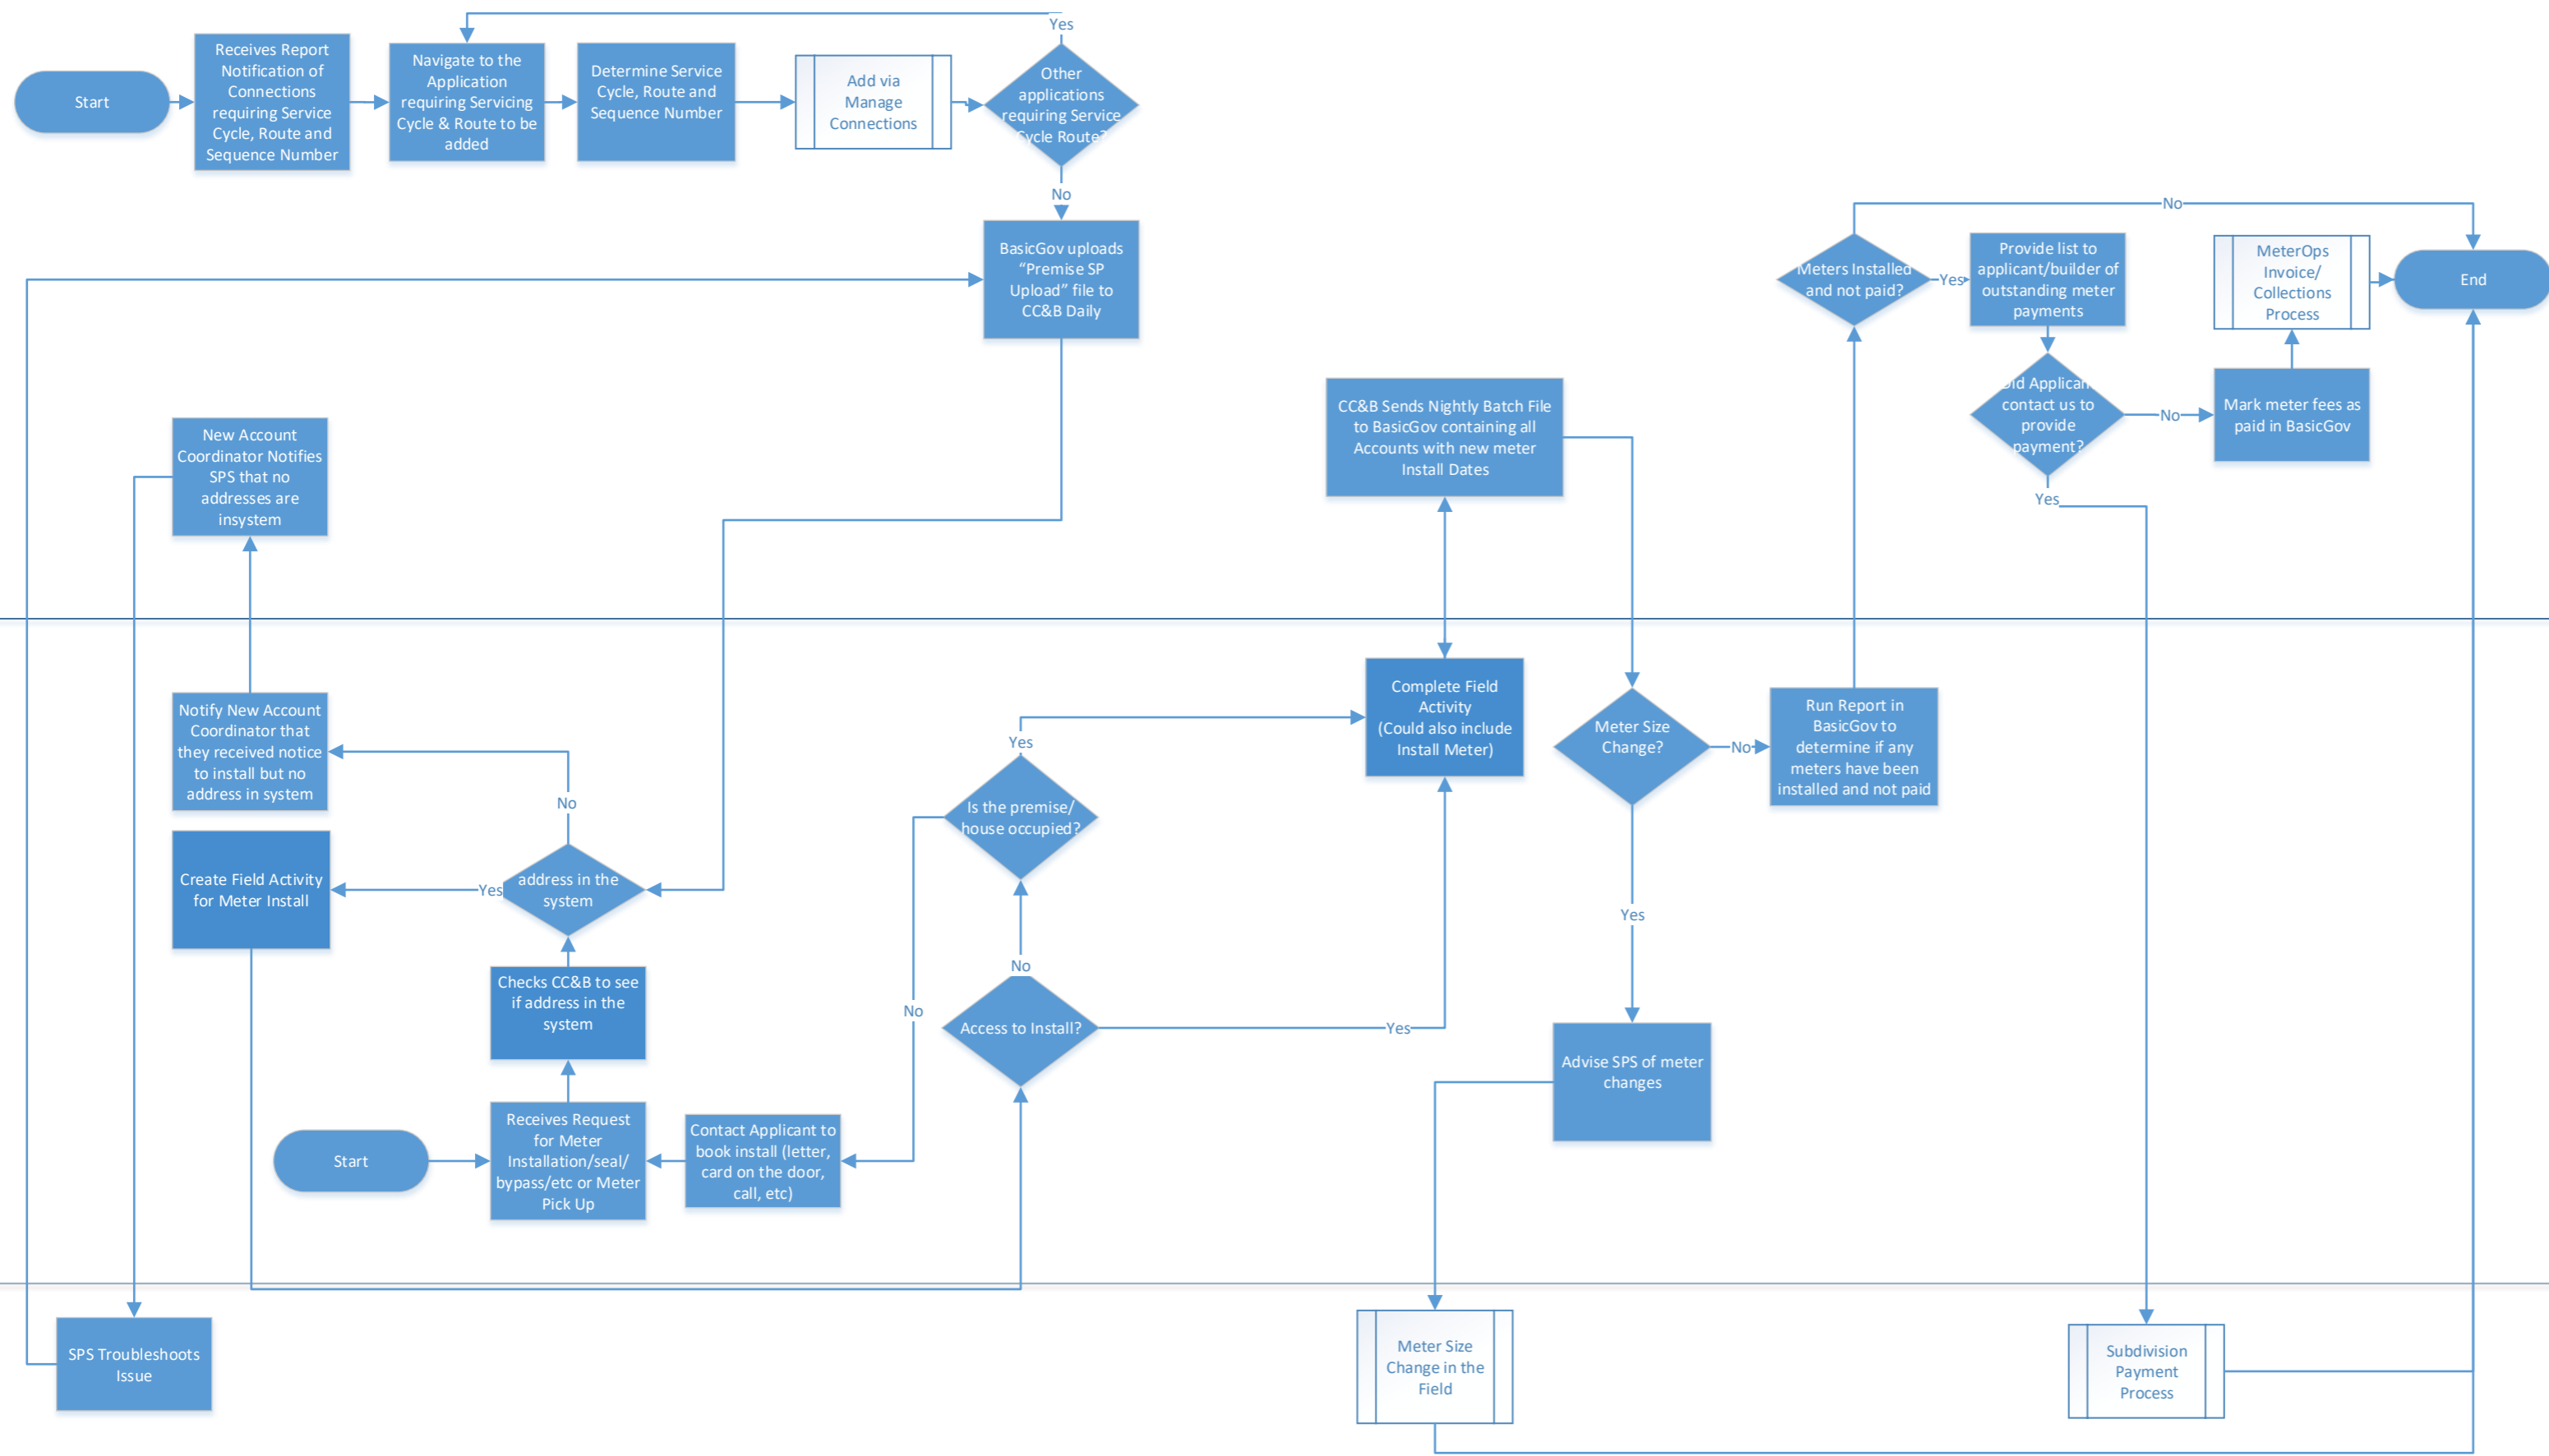 Yes
Start
Receives Report
Notification of
Connections
requiring Service
Cycle, Route and
Sequence Number
Navigate to the
Application
requiring Servicing
Cycle & Route to be
added
Determine Service
Cycle, Route and
Sequence Number
Add via
Manage
Connections
Other
applications
requiring Service
Cycle Route?
No
BasicGov uploads
“Premise SP
Upload” file to
CC&B Daily
No
Meters Installed
and not paid?
Yes
Provide list to
applicant/builder of
outstanding meter
payments
MeterOps
Invoice/
Collections
Process
End
New Account
Coordinator Notifies
SPS that no
addresses are
insystem
CC&B Sends Nightly Batch File
to BasicGov containing all
Accounts with new meter
Install Dates
Did Applicant
contact us to
provide
payment?
No
Mark meter fees as
paid in BasicGov
Yes
Notify New Account
Coordinator that
they received notice
to install but no
address in system
No
Complete Field
Activity
(Could also include
Install Meter)
Yes
Is the premise/
house occupied?
Meter Size
Change?
No
Run Report in
BasicGov to
determine if any
meters have been
installed and not paid
Create Field Activity
for Meter Install
Yes
address in the
system
Yes
Checks CC&B to see
if address in the
system
No
No
Access to Install?
Yes
Advise SPS of meter
changes
Start
Receives Request
for Meter
Installation/seal/
bypass/etc or Meter
Pick Up
Contact Applicant to
book install (letter,
card on the door,
call, etc)
SPS Troubleshoots
Issue
Meter Size
Change in the
Field
Subdivision
Payment
Process